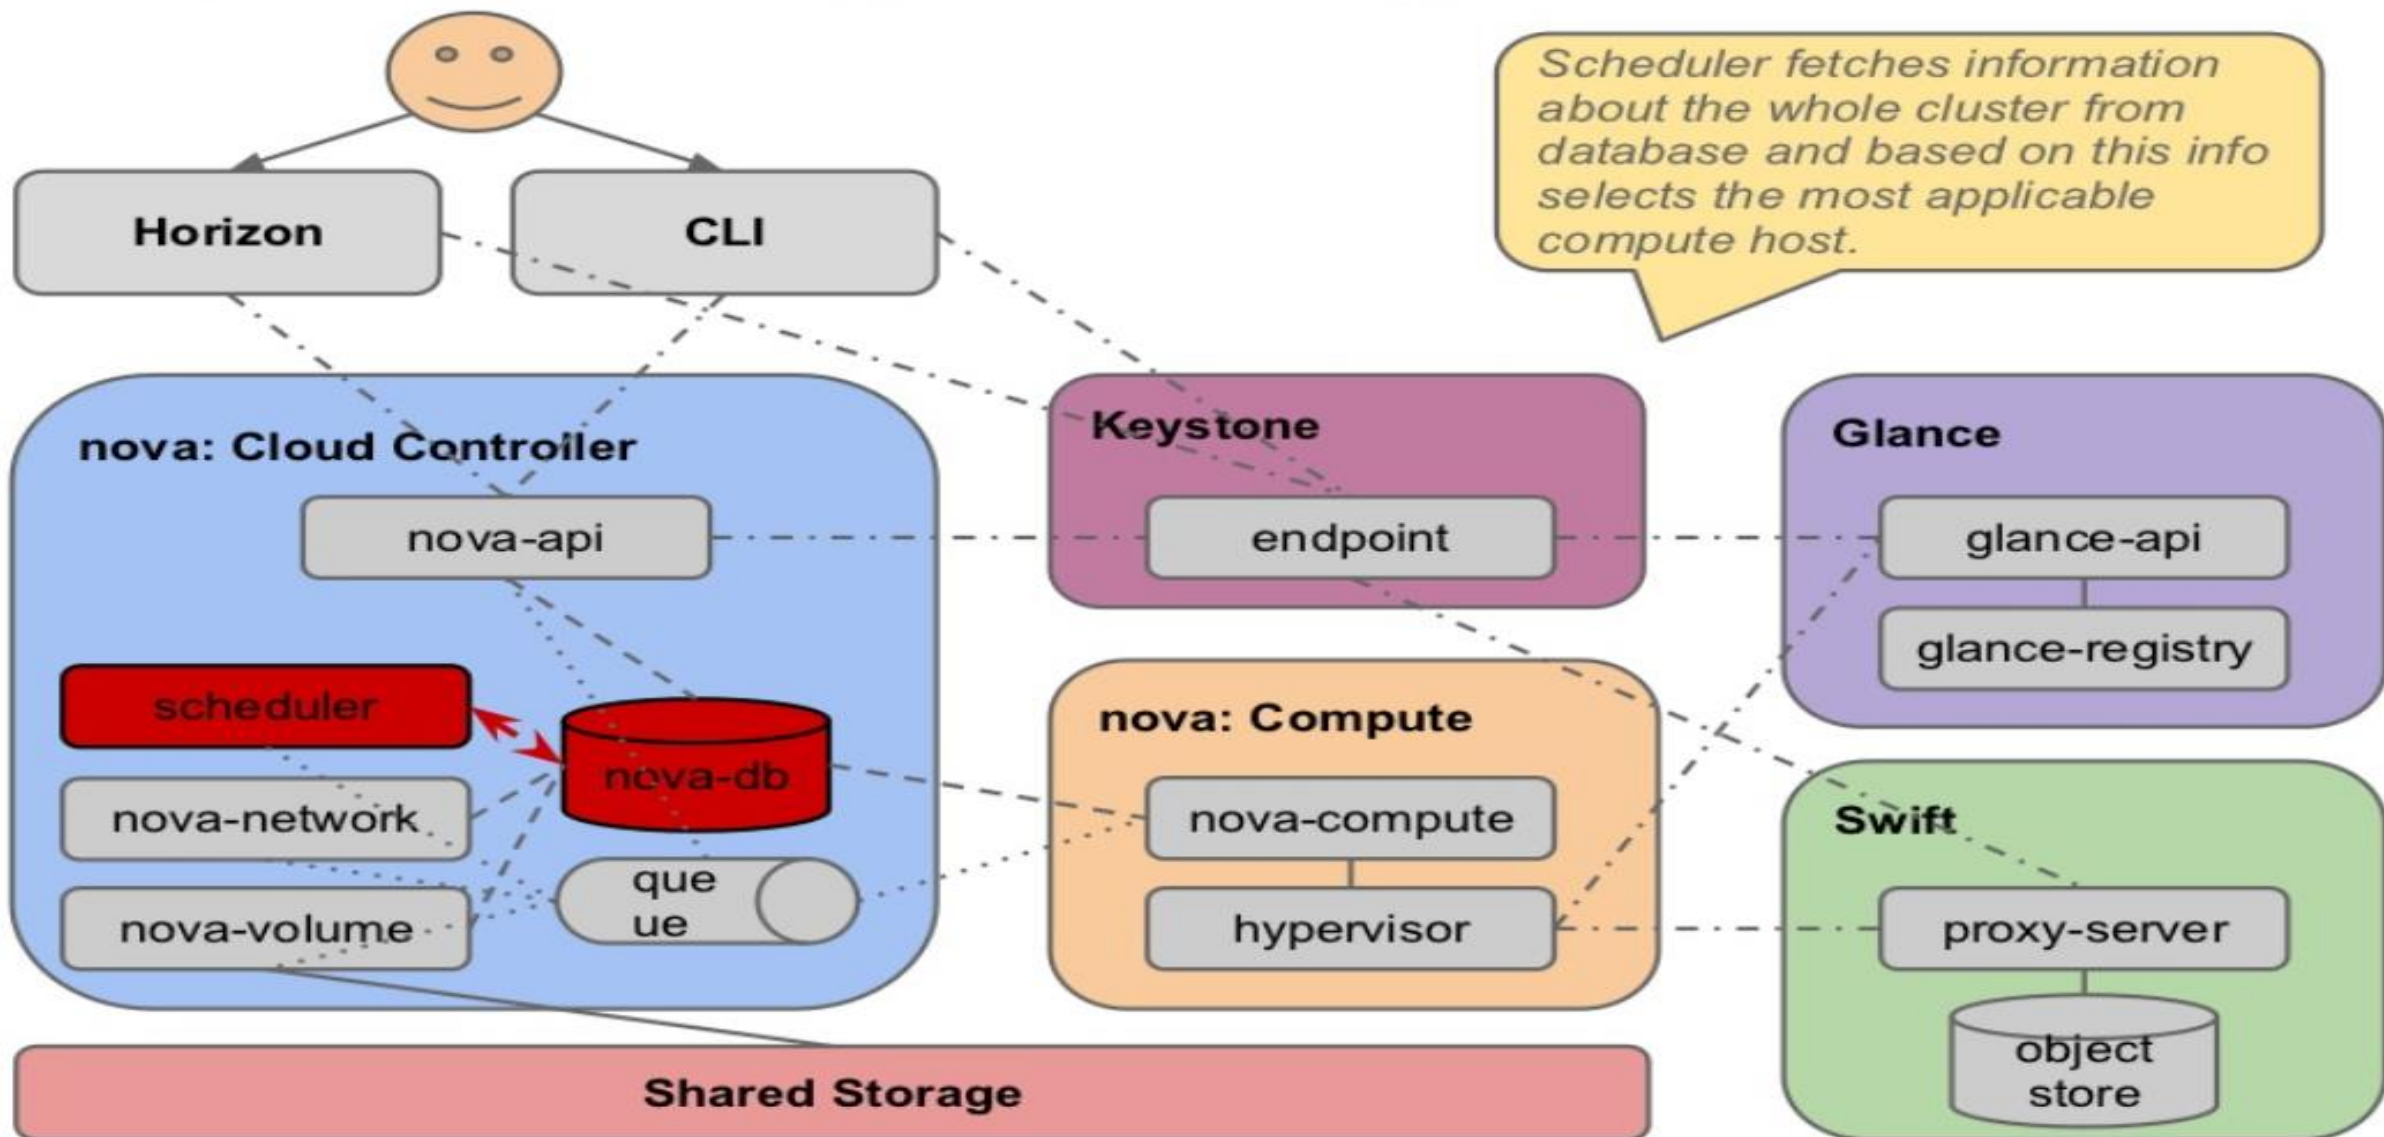 Scheduler fetches information
about the whole cluster from
database and based on this info
selects the most applicable
compute host.
Horizon
CLI
nova: Cloud Controller
nova-api
scheduler
nova-db
nova-network
que
ue
nova-volume
Keystone
endpoint
nova: Compute
nova-compute
hypervisor
Glance
glance-api
glance-registry
Swift
proxy-server
object
store
Shared Storage